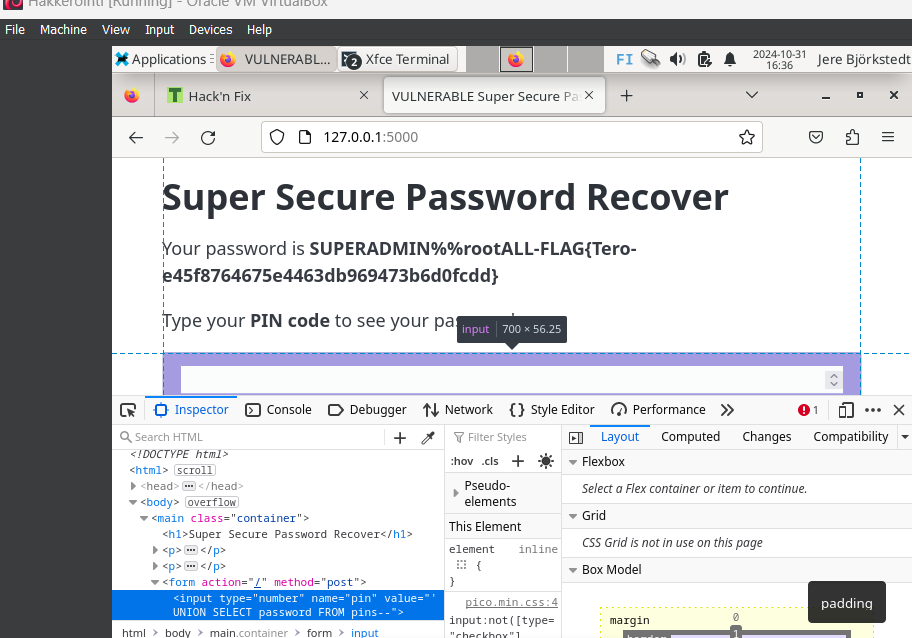 Hakkerointi [Running] - Oracle VM VirtualBox
File Machine View Input Devices Help
Applications VULNERABL... 2 Xfce Terminal FI 2024-10-31 16:36 Jere Björkstedt
T Hack'n Fix VULNERABLE Super Secure Pa
127.0.0.1:5000
Super Secure Password Recover
Your password is SUPERADMIN%%rootALL-FLAG{Tero-
e45f8764675e4463db969473b6d0fcdd}
Type your PIN code to see your pa
input 700 × 56.25
Inspector Console Debugger Network Style Editor Performance 1
Search HTML
<!DOCTYPE html>
<html> scroll
<head> ••• </head>
<body> overflow
<main class="container">
<h1>Super Secure Password Recover</h1>
<p> ••• </p>
<p> ••• </p>
<form action="/" method="post">
<input type="number" name="pin" value="'
UNION SELECT password FROM pins--">
html body main.container form input
Filter Styles
:hov .cls
Pseudo-
elements
This Element
element inline
{
}
pico.min.css:4
input:not([type=
"checkbox"]
Layout Computed Changes Compatibility
Flexbox
Select a Flex container or item to continue.
Grid
CSS Grid is not in use on this page
Box Model
padding
margin 0
border 1